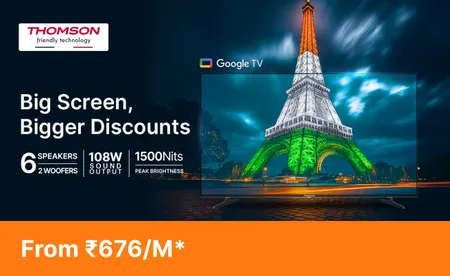 THOMSON
friendly technology
Google TV
Big Screen,
Bigger Discounts
6 SPEAKERS
2 WOOFERS
108W
SOUND
OUTPUT
1500Nits
PEAK BRIGHTNESS
From ₹676/M*